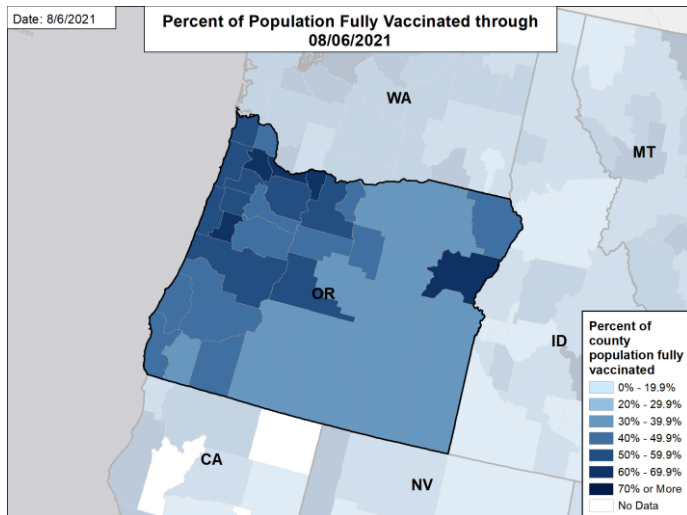 Date: 8/6/2021
Percent of Population Fully Vaccinated through
08/06/2021
WA
MT
OR
ID
CA
NV
Percent of
county
population fully
vaccinated
0% - 19.9%
20% - 29.9%
30% - 39.9%
40% - 49.9%
50% - 59.9%
60% - 69.9%
70% or More
No Data